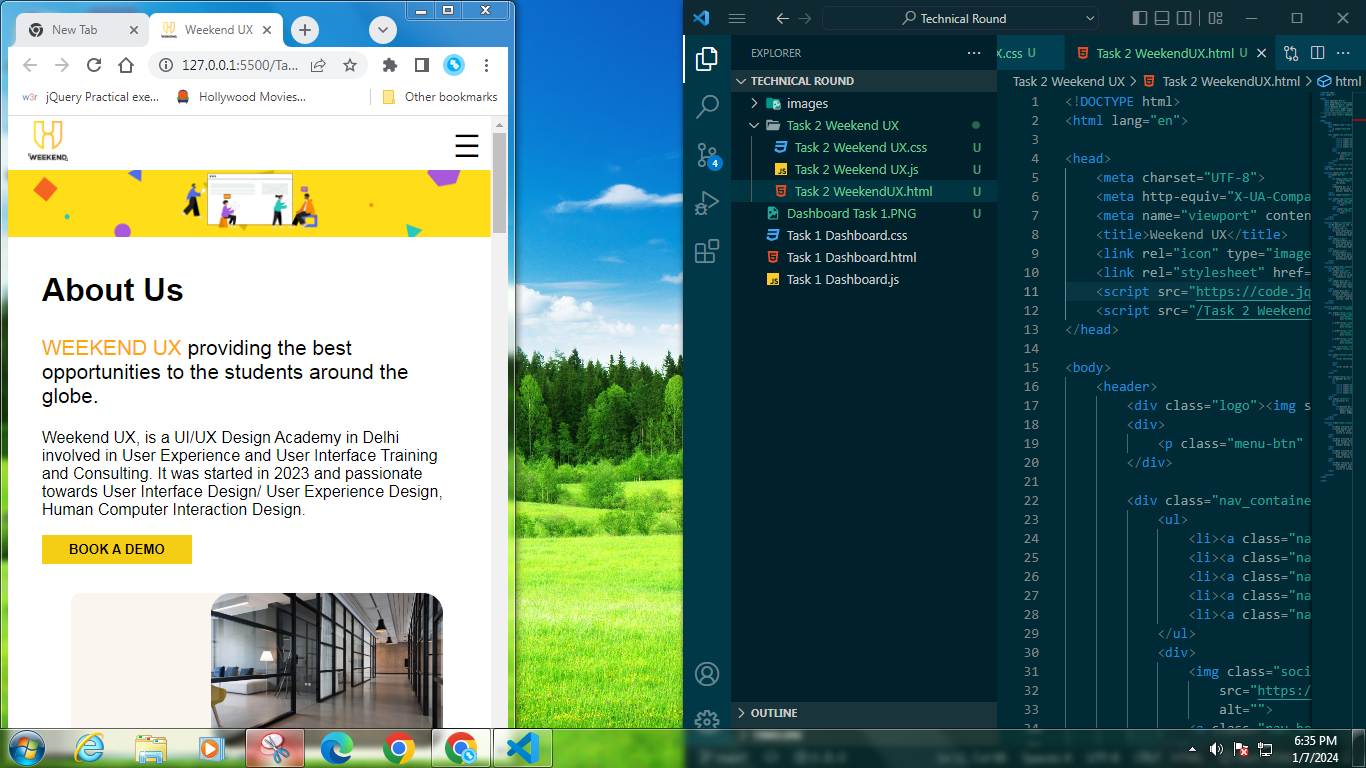 New Tab
Weekend UX
127.0.0.1:5500/Ta...
w3r jQuery Practical exe...
Hollywood Movies...
Other bookmarks
WEEKEND
About Us
WEEKEND UX providing the best
opportunities to the students around the
globe.
Weekend UX, is a UI/UX Design Academy in Delhi
involved in User Experience and User Interface Training
and Consulting. It was started in 2023 and passionate
towards User Interface Design/ User Experience Design,
Human Computer Interaction Design.
BOOK A DEMO
Technical Round
EXPLORER
TECHNICAL ROUND
images
Task 2 Weekend UX
Task 2 Weekend UX.css U
Task 2 Weekend UX.js U
Task 2 WeekendUX.html U
Dashboard Task 1.PNG U
Task 1 Dashboard.css
Task 1 Dashboard.html
JS Task 1 Dashboard.js
4
OUTLINE
X.css U
Task 2 WeekendUX.html U
Task 2 Weekend UX > Task 2 WeekendUX.html > html
1 <!DOCTYPE html>
2 <html lang="en">
3
4 <head>
5 <meta charset="UTF-8">
6 <meta http-equiv="X-UA-Compa
7 <meta name="viewport" conten
8 <title>Weekend UX</title>
9 <link rel="icon" type="image
10 <link rel="stylesheet" href=
11 <script src="https://code.jq
12 <script src="/Task 2 Weekend
13 </head>
14
15 <body>
16 <header>
17 <div class="logo"><img s
18 <div>
19 <p class="menu-btn"
20 </div>
21
22 <div class="nav_containe
23 <ul>
24 <li><a class="na
25 <li><a class="na
26 <li><a class="na
27 <li><a class="na
28 <li><a class="na
29 </ul>
30 <div>
31 <img class="soci
32 src="https:/
33 alt="">
6:35 PM
1/7/2024